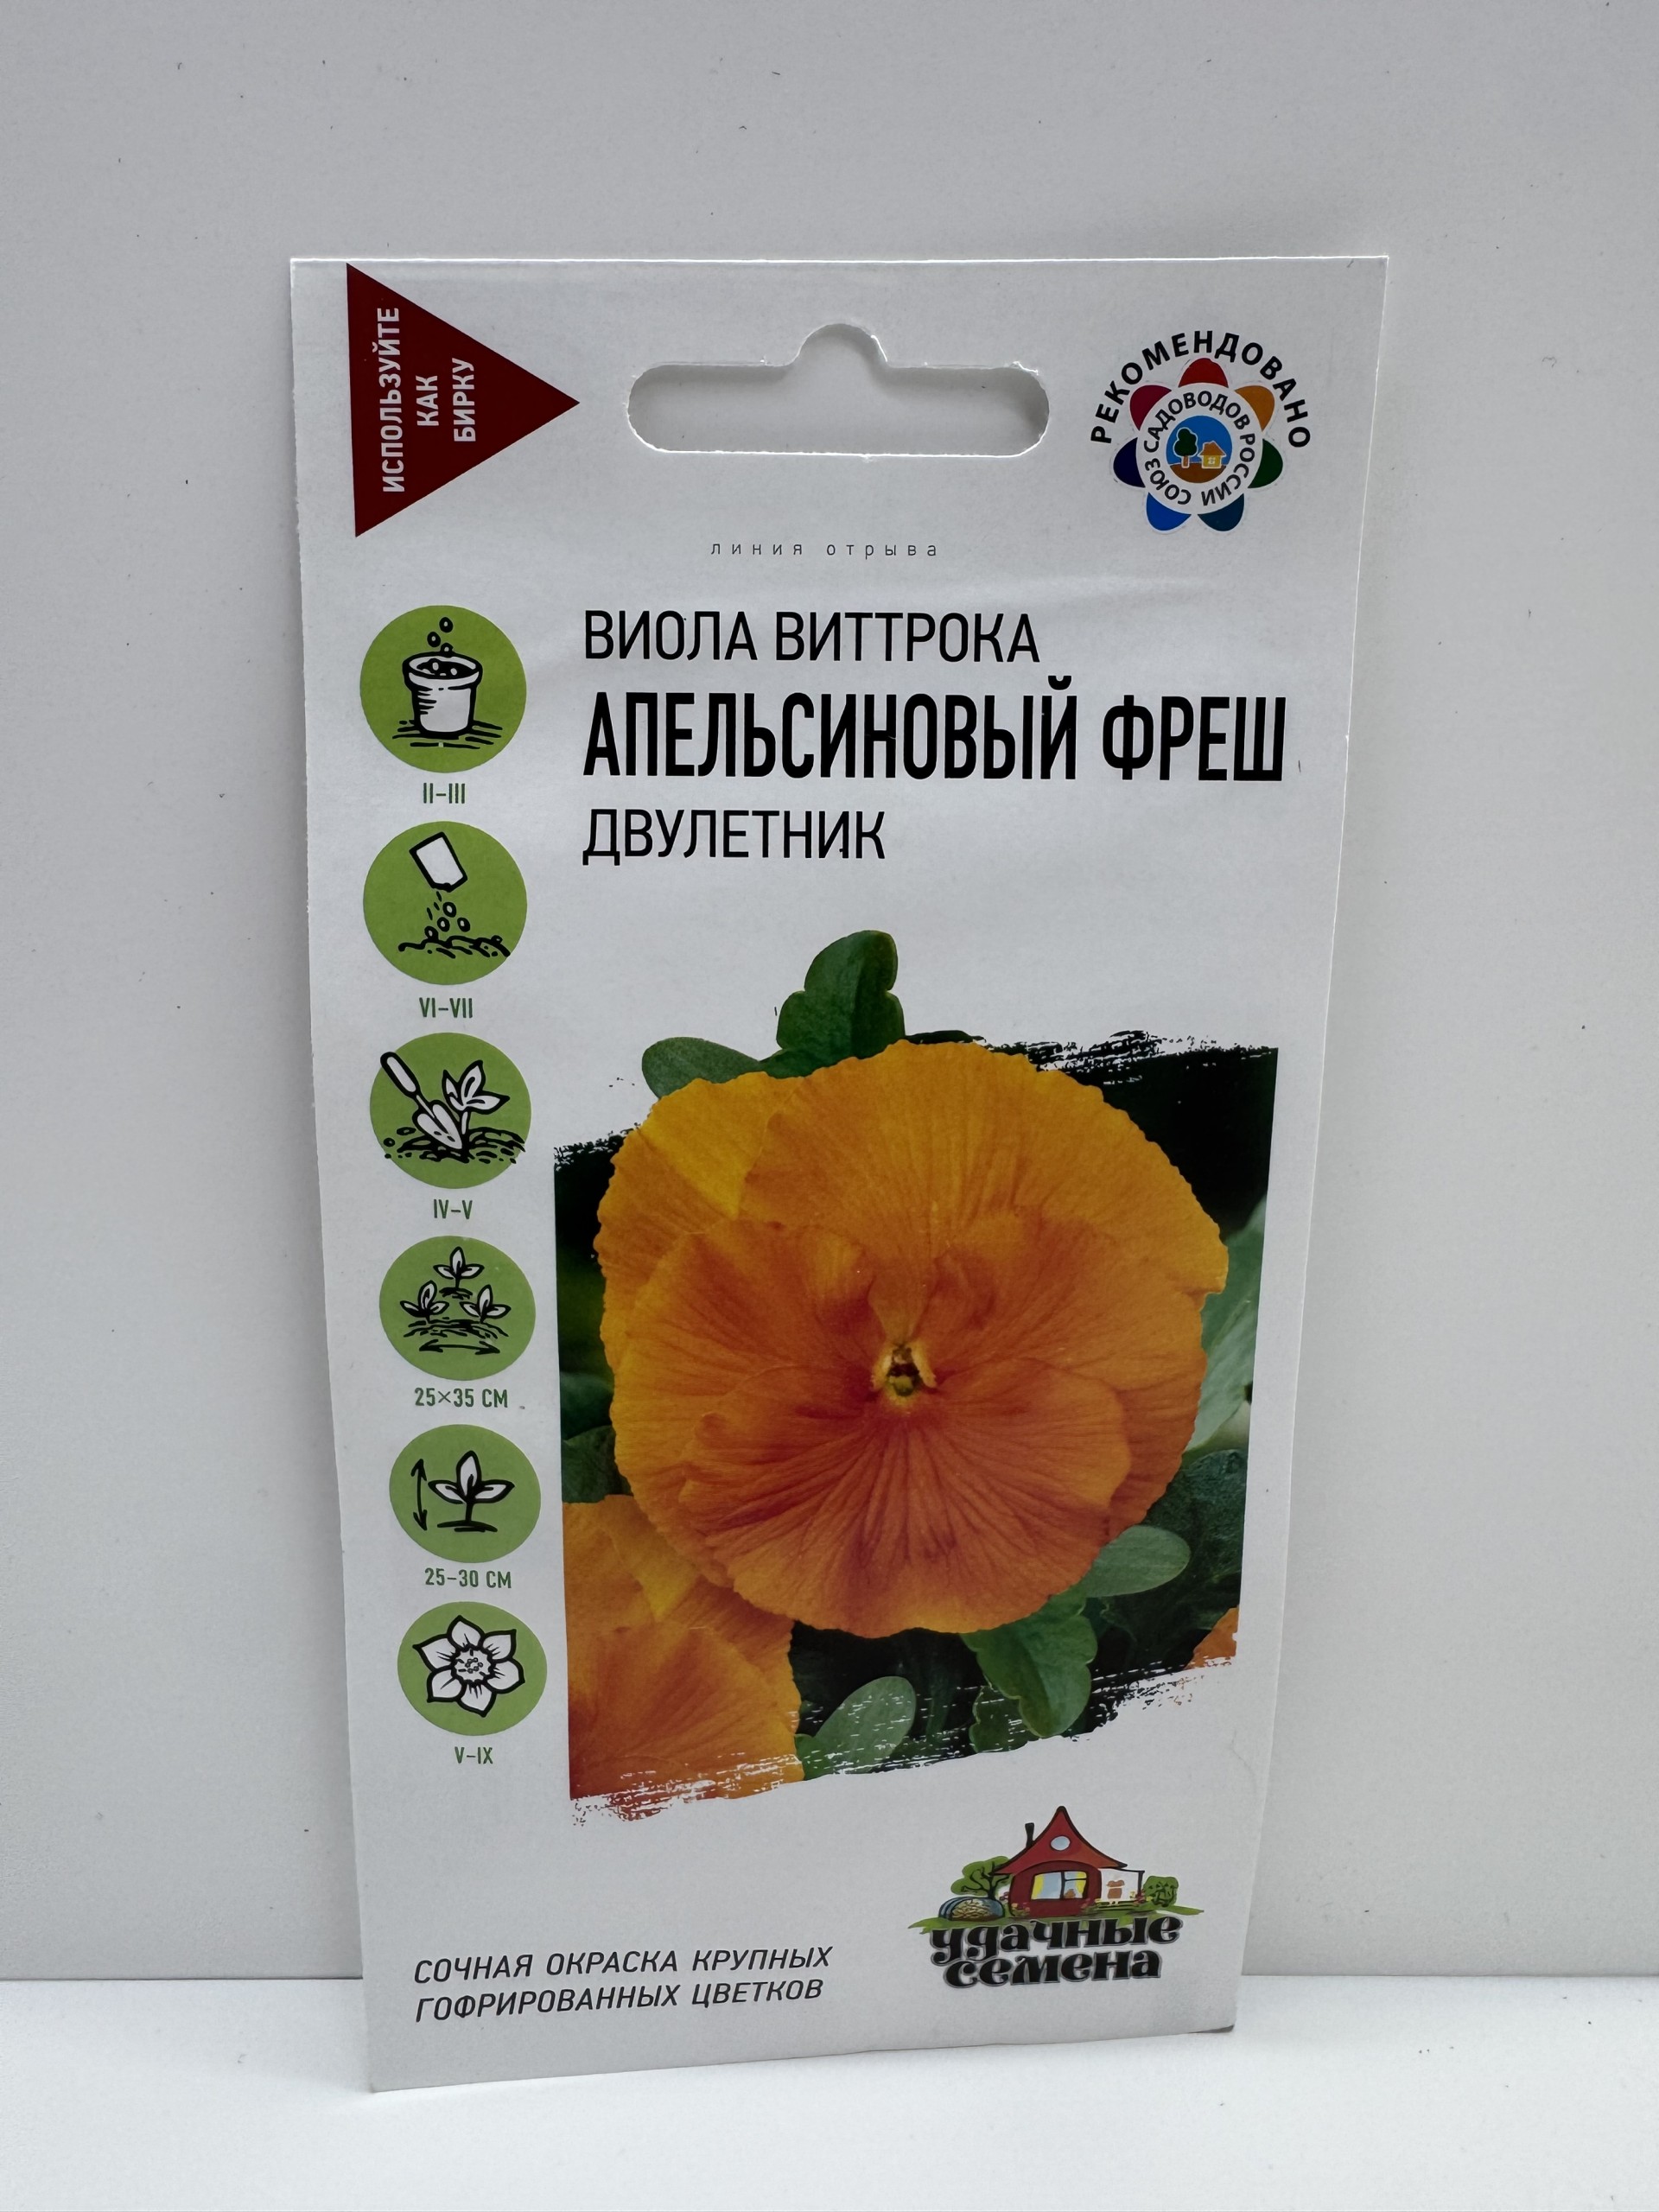 ИСПОЛЬЗУЙТЕ
КАК
БИРКУ
РЕКОМЕНДОВАНО
СОЮЗ САДОВОДОВ РОССИИ
линия отрыва
ВИОЛА ВИТТРОКА
АПЕЛЬСИНОВЫЙ ФРЕШ
ДВУЛЕТНИК
II–III
VI–VII
IV–V
25×35 СМ
25–30 СМ
V–IX
СОЧНАЯ ОКРАСКА КРУПНЫХ
ГОФРИРОВАННЫХ ЦВЕТКОВ
удачные
семена